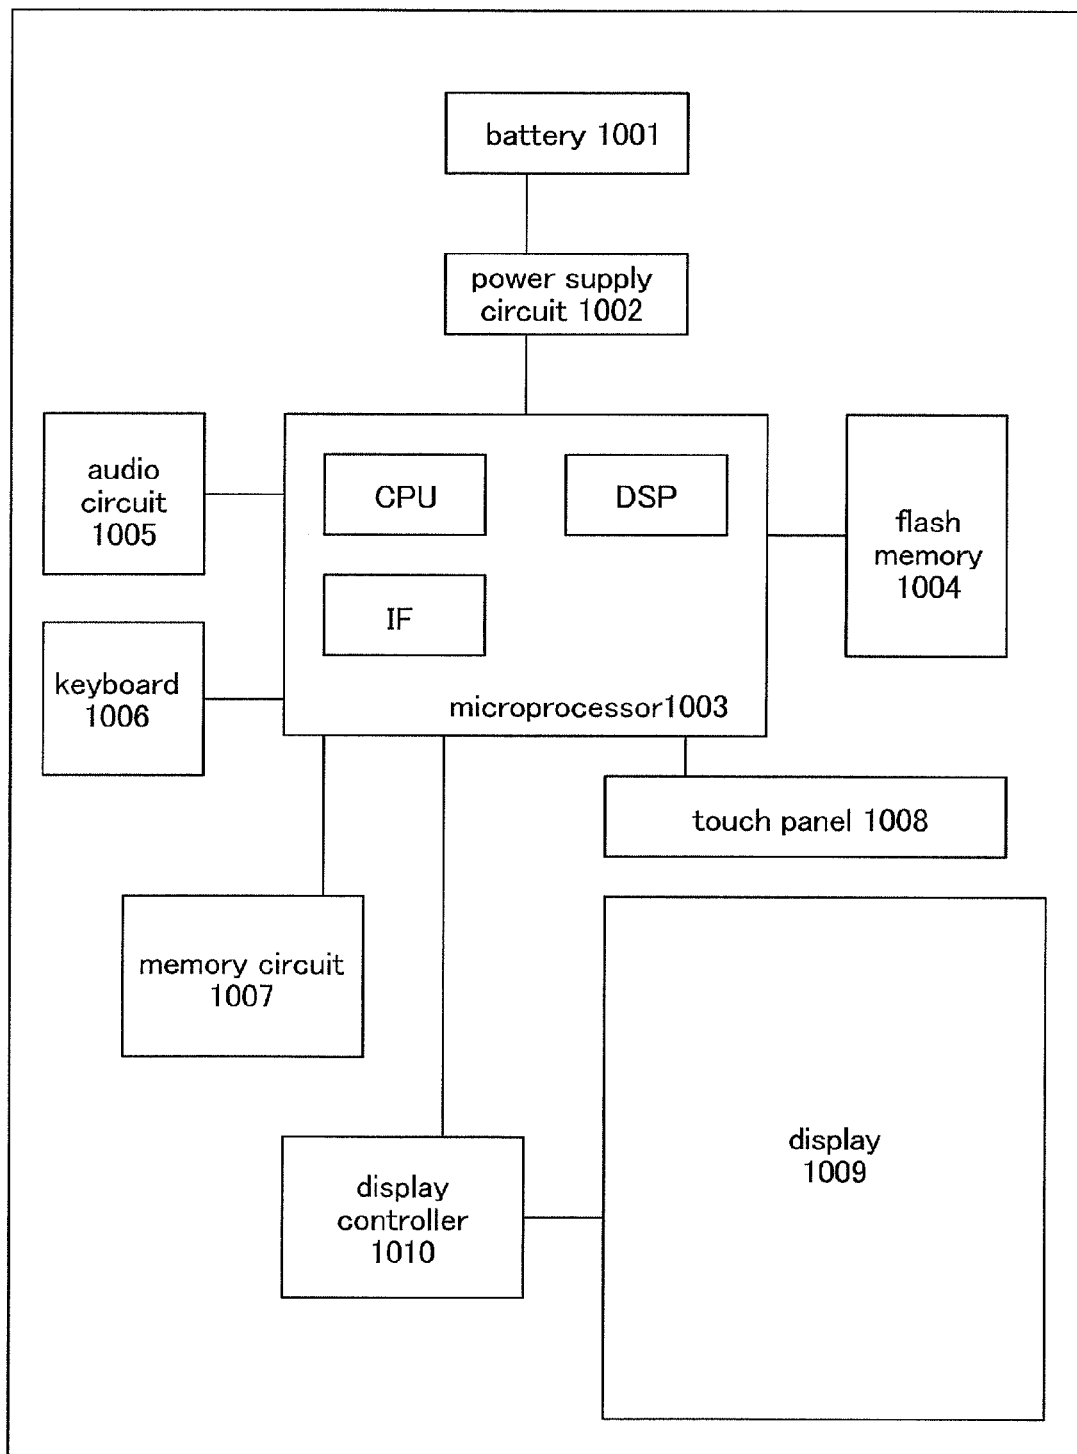 battery 1001
power supply
circuit 1002
audio
circuit
1005
CPU
DSP
flash
memory
1004
IF
keyboard
1006
microprocessor1003
touch panel 1008
memory circuit
1007
display
1009
display
controller
1010